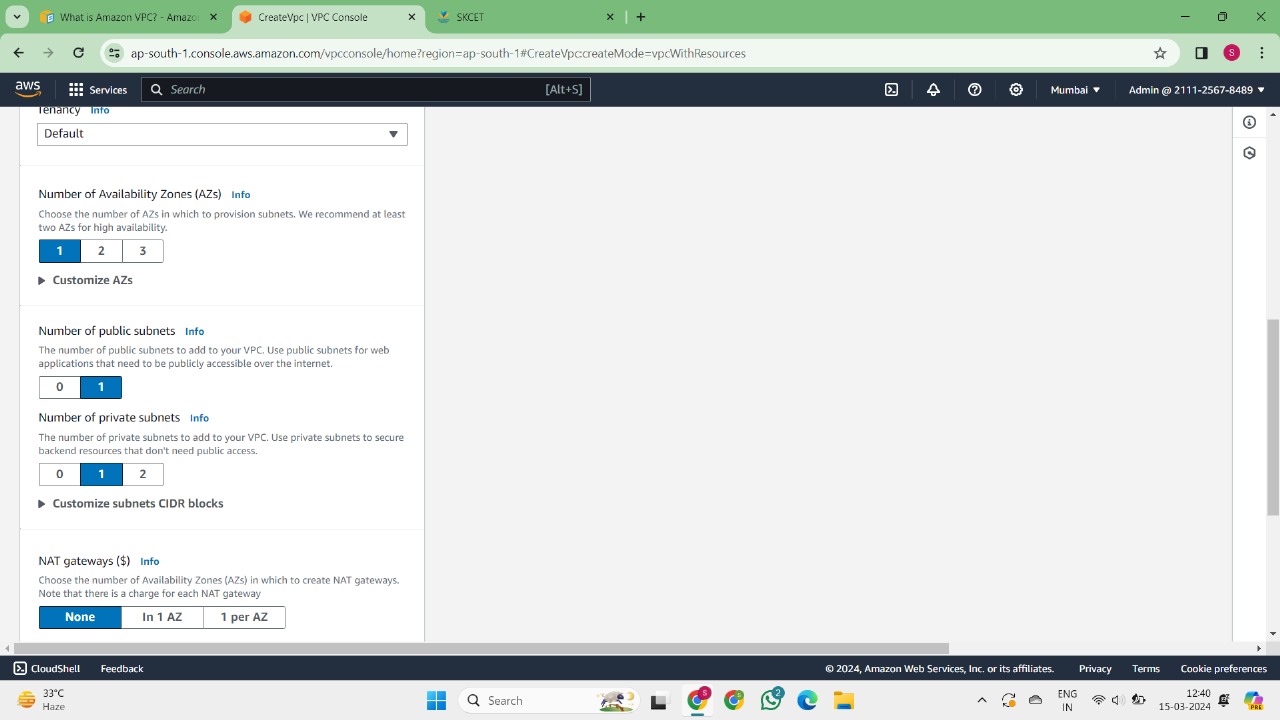 What is Amazon VPC? - Amazo
CreateVpc | VPC Console
SKCET
ap-south-1.console.aws.amazon.com/vpcconsole/home?region=ap-south-1#CreateVpc:createMode=vpcWithResources
S
aws
Services
Search
[Alt+S]
Mumbai
Admin @ 2111-2567-8489
Tenancy Info
Default
Number of Availability Zones (AZs) Info
Choose the number of AZs in which to provision subnets. We recommend at least
two AZs for high availability.
1 2 3
Customize AZs
Number of public subnets Info
The number of public subnets to add to your VPC. Use public subnets for web
applications that need to be publicly accessible over the internet.
0 1
Number of private subnets Info
The number of private subnets to add to your VPC. Use private subnets to secure
backend resources that don't need public access.
0 1 2
Customize subnets CIDR blocks
NAT gateways ($) Info
Choose the number of Availability Zones (AZs) in which to create NAT gateways.
Note that there is a charge for each NAT gateway
None In 1 AZ 1 per AZ
CloudShell Feedback
© 2024, Amazon Web Services, Inc. or its affiliates. Privacy Terms Cookie preferences
33°C
Haze
Search
S
2
ENG
IN
12:40
15-03-2024
PRE